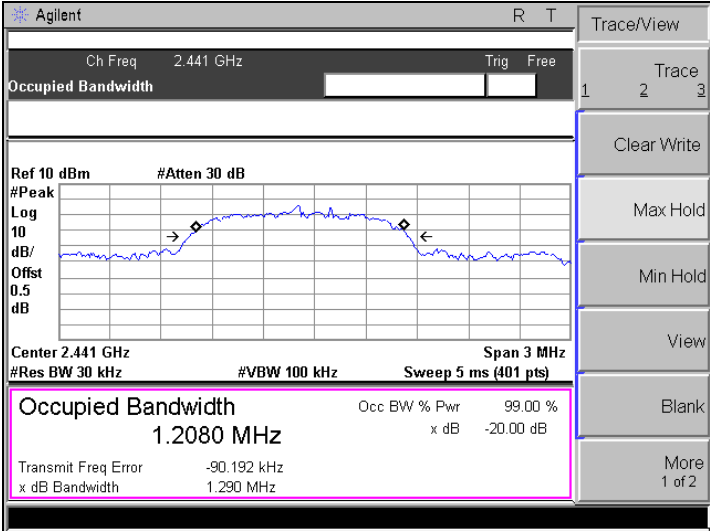 Agilent R T
Ch Freq 2.441 GHz Trig Free
Occupied Bandwidth
Ref 10 dBm #Atten 30 dB
#Peak
Log
10
dB/
Offst
0.5
dB
Center 2.441 GHz Span 3 MHz
#Res BW 30 kHz #VBW 100 kHz Sweep 5 ms (401 pts)
Occupied Bandwidth
1.2080 MHz
Occ BW % Pwr 99.00 %
x dB -20.00 dB
Transmit Freq Error -90.192 kHz
x dB Bandwidth 1.290 MHz
Trace/View
Trace
1 2 3
Clear Write
Max Hold
Min Hold
View
Blank
More
1 of 2